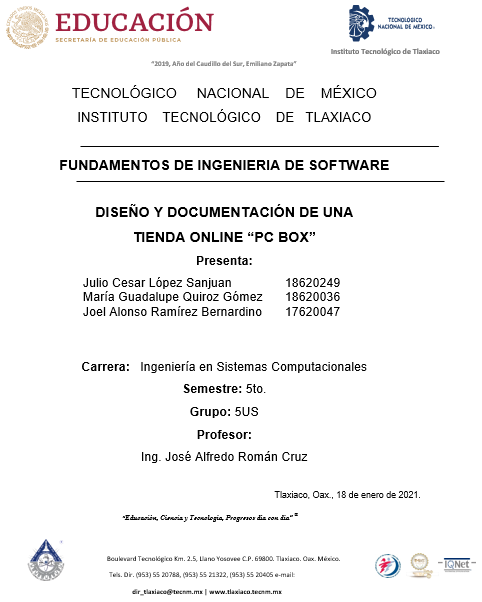 EDUCACIÓN
SECRETARÍA DE EDUCACIÓN PÚBLICA
TECNOLÓGICO
NACIONAL DE MÉXICO
Instituto Tecnológico de Tlaxiaco
"2019, Año del Caudillo del Sur, Emiliano Zapata"
TECNOLÓGICO NACIONAL DE MÉXICO
INSTITUTO TECNOLÓGICO DE TLAXIACO
FUNDAMENTOS DE INGENIERIA DE SOFTWARE
DISEÑO Y DOCUMENTACIÓN DE UNA
TIENDA ONLINE “PC BOX”
Presenta:
Julio Cesar López Sanjuan 18620249
María Guadalupe Quiroz Gómez 18620036
Joel Alonso Ramírez Bernardino 17620047
Carrera: Ingeniería en Sistemas Computacionales
Semestre: 5to.
Grupo: 5US
Profesor:
Ing. José Alfredo Román Cruz
Tlaxiaco, Oax., 18 de enero de 2021.
“Educación, Ciencia y Tecnología, Progresos día con día” ®
Boulevard Tecnológico Km. 2.5, Llano Yosovee C.P. 69800. Tlaxiaco. Oax. México.
Tels. Dir. (953) 55 20788, (953) 55 21322, (953) 55 20405 e-mail:
dir_tlaxiaco@tecnm.mx | www.tlaxiaco.tecnm.mx
IQNet